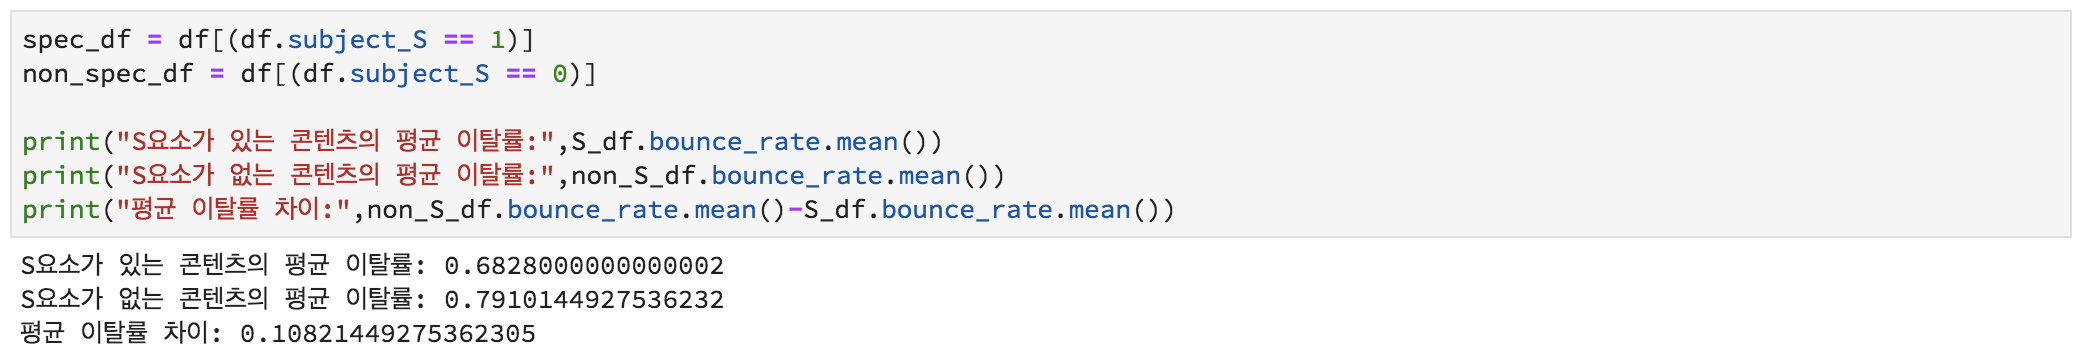 spec_df = df[(df.subject_S == 1)]
non_spec_df = df[(df.subject_S == 0)]
print("S요소가 있는 콘텐츠의 평균 이탈률:",S_df.bounce_rate.mean())
print("S요소가 없는 콘텐츠의 평균 이탈률:",non_S_df.bounce_rate.mean())
print("평균 이탈률 차이:",non_S_df.bounce_rate.mean()-S_df.bounce_rate.mean())
S요소가 있는 콘텐츠의 평균 이탈률: 0.6828000000000002
S요소가 없는 콘텐츠의 평균 이탈률: 0.7910144927536232
평균 이탈률 차이: 0.10821449275362305